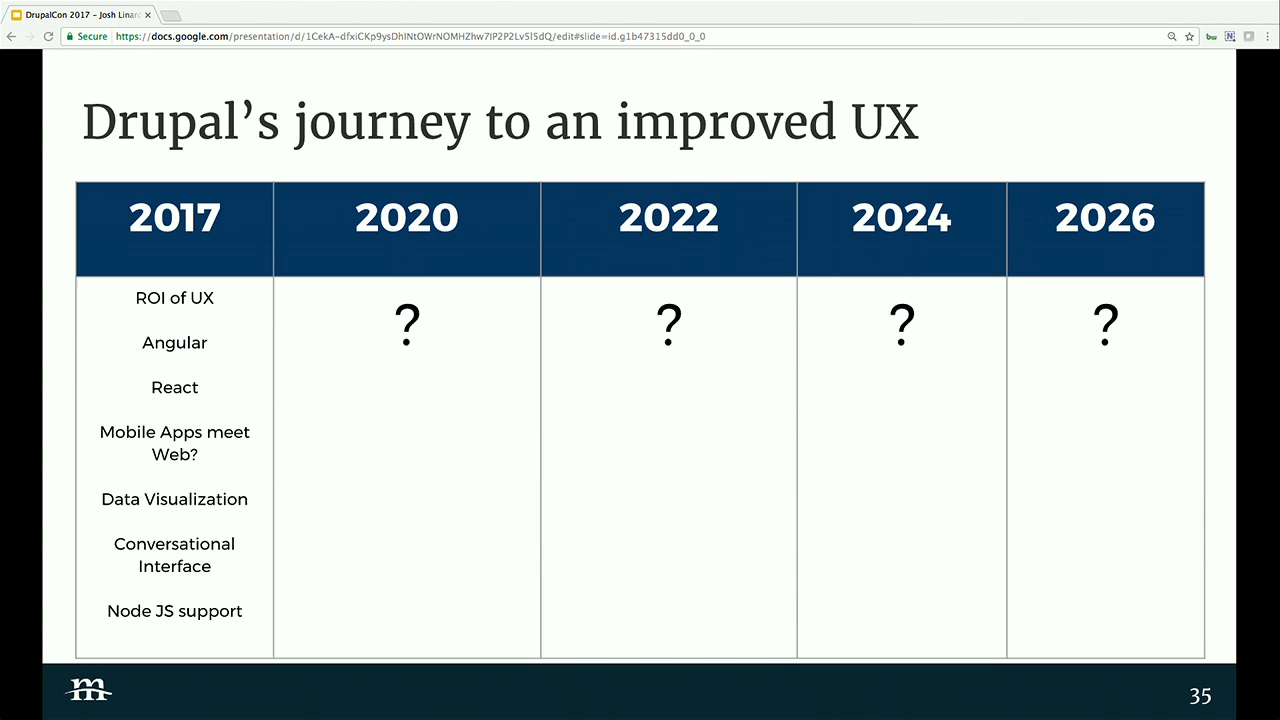 DrupalCon 2017 – Josh Linar
Secure
https://docs.google.com/presentation/d/1CekA-dfxiCKp9ysDhINtOWrNOMHZhw7IP2P2Lv5I5dQ/edit#slide=id.g1b47315dd0_0_0
Drupal’s journey to an improved UX
2017 2020 2022 2024 2026
ROI of UX
? ? ? ?
Angular
React
Mobile Apps meet
Web?
Data Visualization
Conversational
Interface
Node JS support
m
35